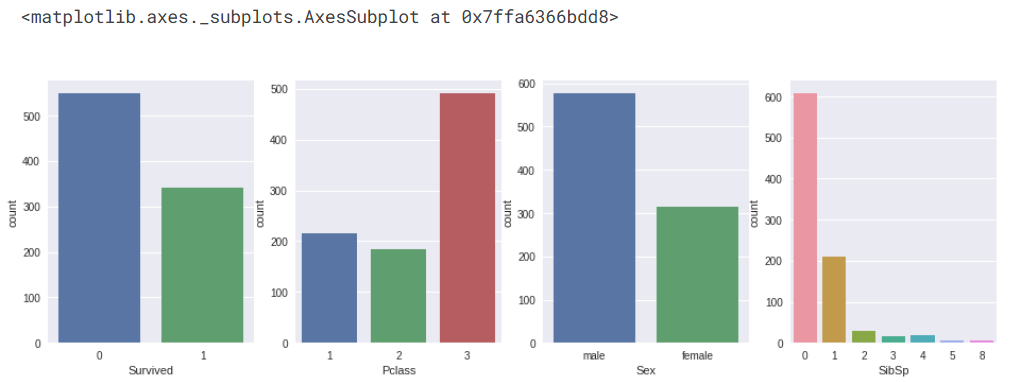 <matplotlib.axes._subplots.AxesSubplot at 0x7ffa6366bdd8>
500
400
300
200
100
0
count
0 1
Survived
500
400
300
200
100
0
count
1 2 3
Pclass
600
500
400
300
200
100
0
count
male female
Sex
600
500
400
300
200
100
0
count
0 1 2 3 4 5 8
SibSp